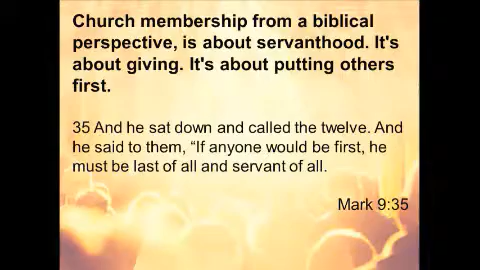 Church membership from a biblical
perspective, is about servanthood. It's
about giving. It's about putting others
first.
35 And he sat down and called the twelve. And
he said to them, “If anyone would be first, he
must be last of all and servant of all.
Mark 9:35